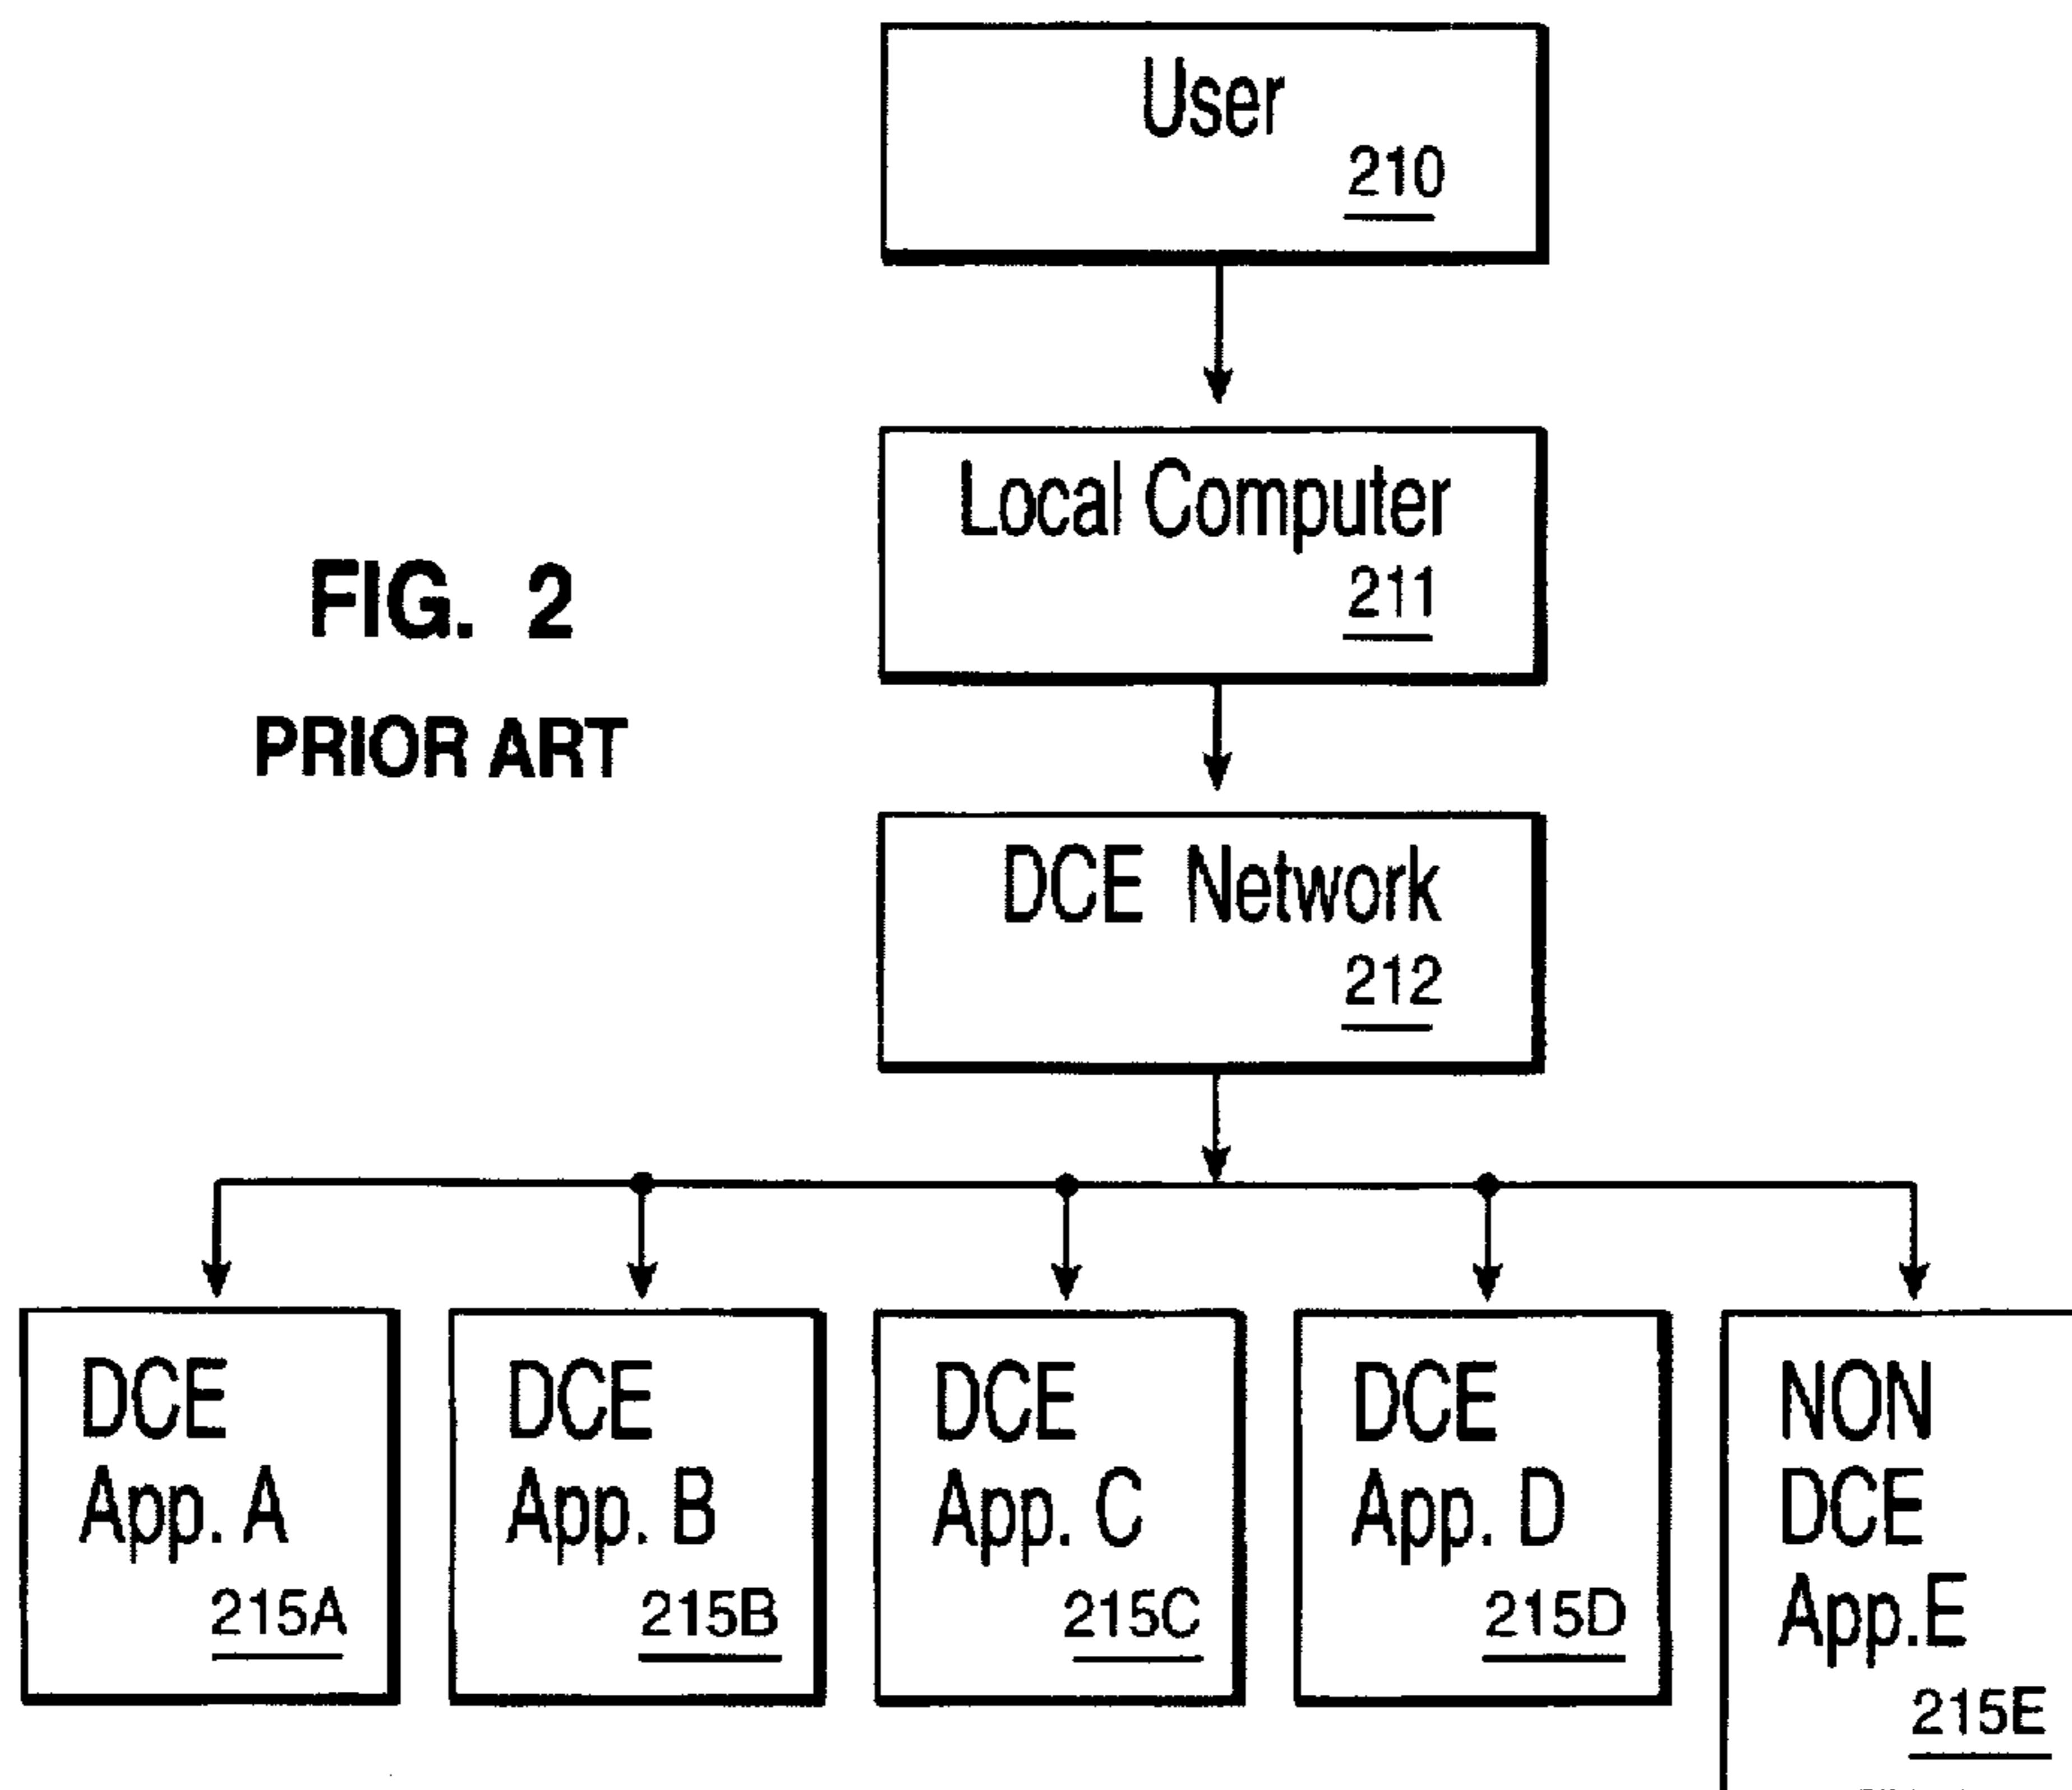 User
210
Local Computer
211
FIG. 2
PRIOR ART
DCE Network
212
DCE
App. A
215A
DCE
App. B
215B
DCE
App. C
215C
DCE
App. D
215D
NON
DCE
App.E
215E